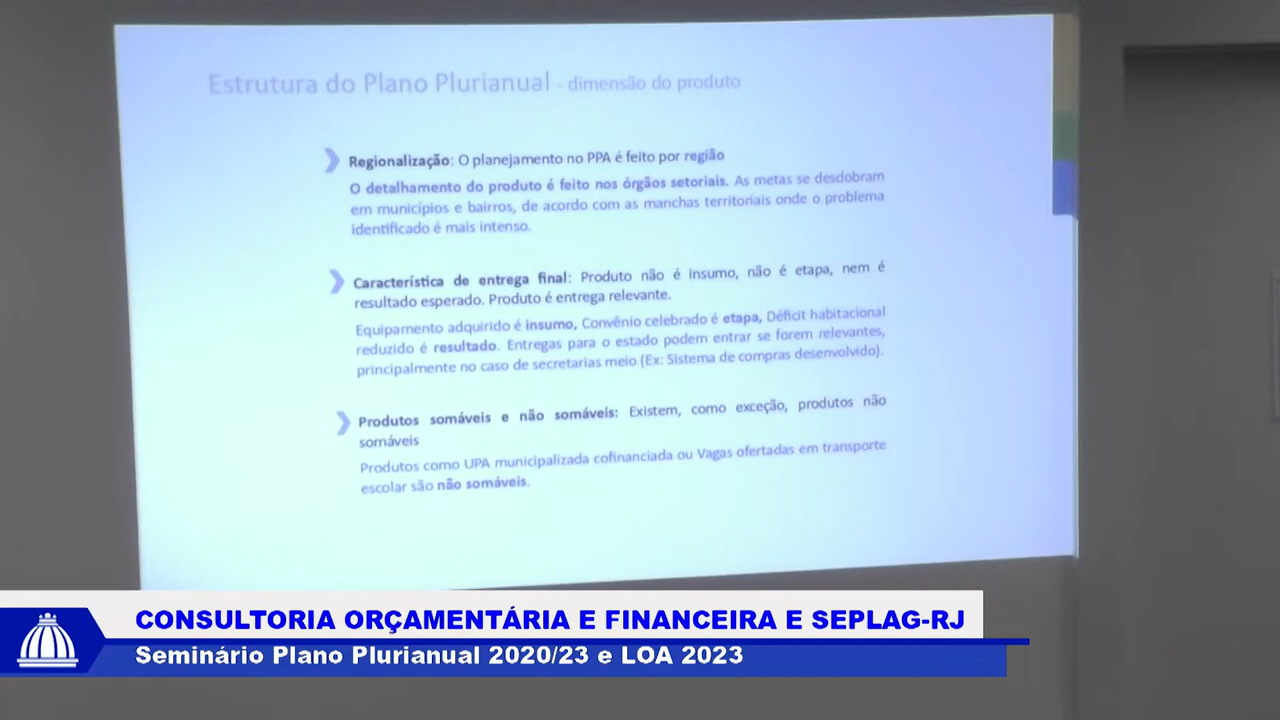 Estrutura do Plano Plurianual - dimensão do produto
Regionalização: O planejamento no PPA é feito por região
O detalhamento do produto é feito nos órgãos setoriais. As metas se desdobram
em municípios e bairros, de acordo com as manchas territoriais onde o problema
identificado é mais intenso.
Característica de entrega final: Produto não é insumo, não é etapa, nem é
resultado esperado. Produto é entrega relevante.
Equipamento adquirido é insumo, Convênio celebrado é etapa, Déficit habitacional
reduzido é resultado. Entregas para o estado podem entrar se forem relevantes,
principalmente no caso de secretarias meio (Ex: Sistema de compras desenvolvido).
Produtos somáveis e não somáveis: Existem, como exceção, produtos não
somáveis
Produtos como UPA municipalizada cofinanciada ou Vagas ofertadas em transporte
escolar são não somáveis.
CONSULTORIA ORÇAMENTÁRIA E FINANCEIRA E SEPLAG-RJ
Seminário Plano Plurianual 2020/23 e LOA 2023